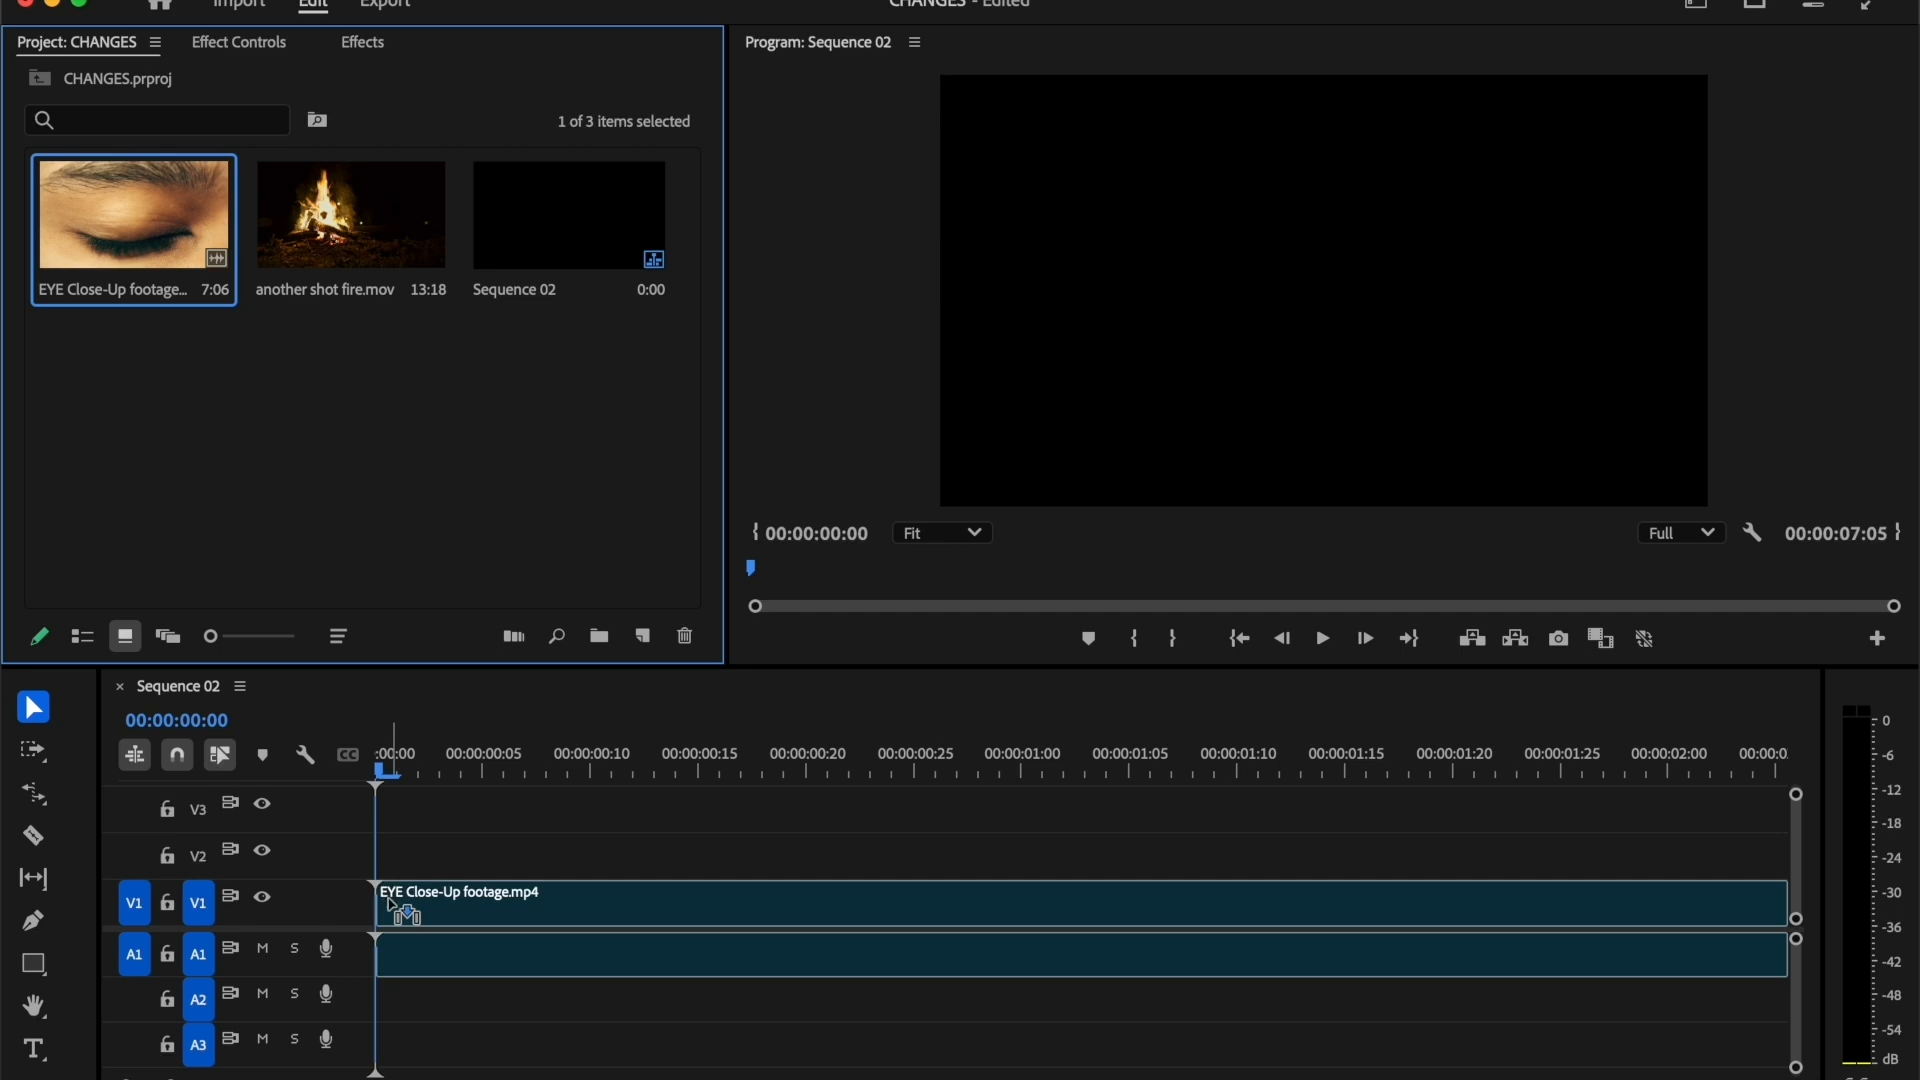 Import Edit Export CHANGES - Edited
Project: CHANGES Effect Controls Effects
Program: Sequence 02
CHANGES.prproj
1 of 3 items selected
EYE Close-Up footage... 7:06
another shot fire.mov 13:18
Sequence 02 0:00
00:00:00:00 Fit Full 00:00:07:05
Sequence 02
00:00:00:00
CC :00:00 00:00:00:05 00:00:00:10 00:00:00:15 00:00:00:20 00:00:00:25 00:00:01:00 00:00:01:05 00:00:01:10 00:00:01:15 00:00:01:20 00:00:01:25 00:00:02:00 00:00:0
V3
V2
V1 V1
EYE Close-Up footage.mp4
A1 A1 M S
A2 M S
A3 M S
T
0
-6
-12
-18
-24
-30
-36
-42
-48
-54
dB